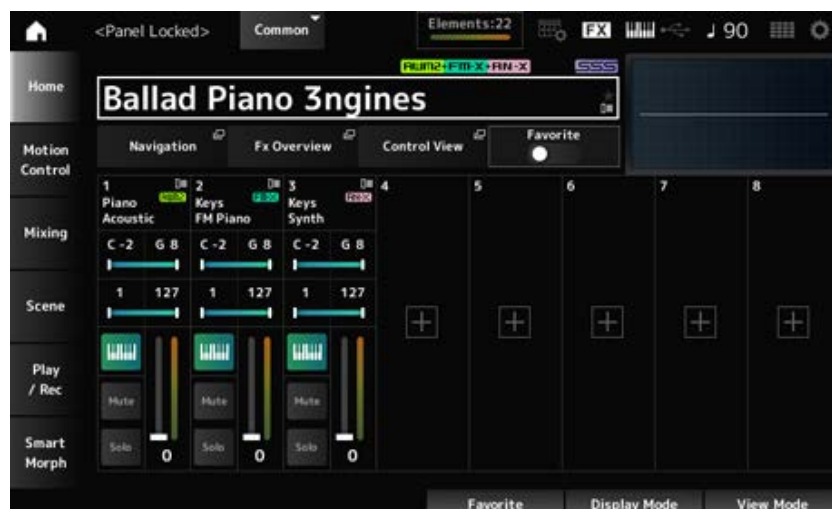 <Panel Locked>
Common
Elements:22
FX
♩ 90
AWM2+FM-X+AN-X
SSS
Home
Ballad Piano 3ngines
Navigation
Fx Overview
Control View
Favorite
Motion
Control
1
Piano
Acoustic
2
Keys
FM Piano
3
Keys
Synth
4
5
6
7
8
AWM2
FM-X
AN-X
C -2 G 8
C -2 G 8
C -2 G 8
Mixing
1 127
1 127
1 127
Scene
Play
/ Rec
Mute
Mute
Mute
Smart
Morph
Solo
0
Solo
0
Solo
0
Favorite
Display Mode
View Mode